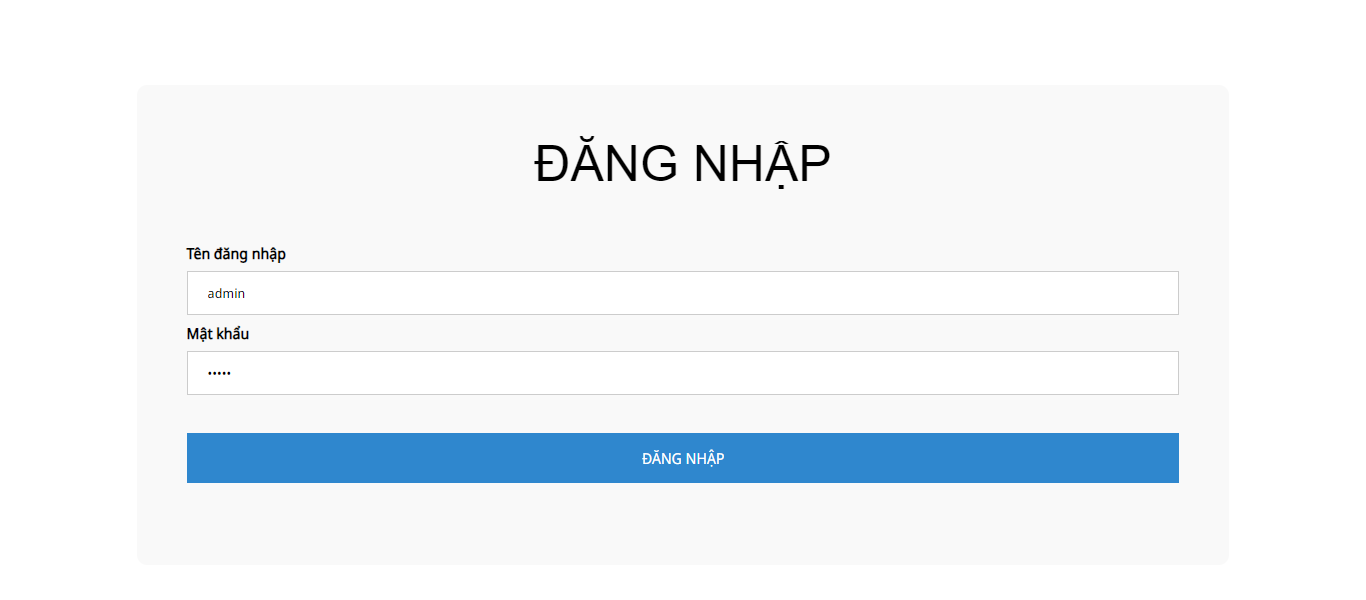 ĐĂNG NHẬP
Tên đăng nhập
admin
Mật khẩu
•••••
ĐĂNG NHẬP